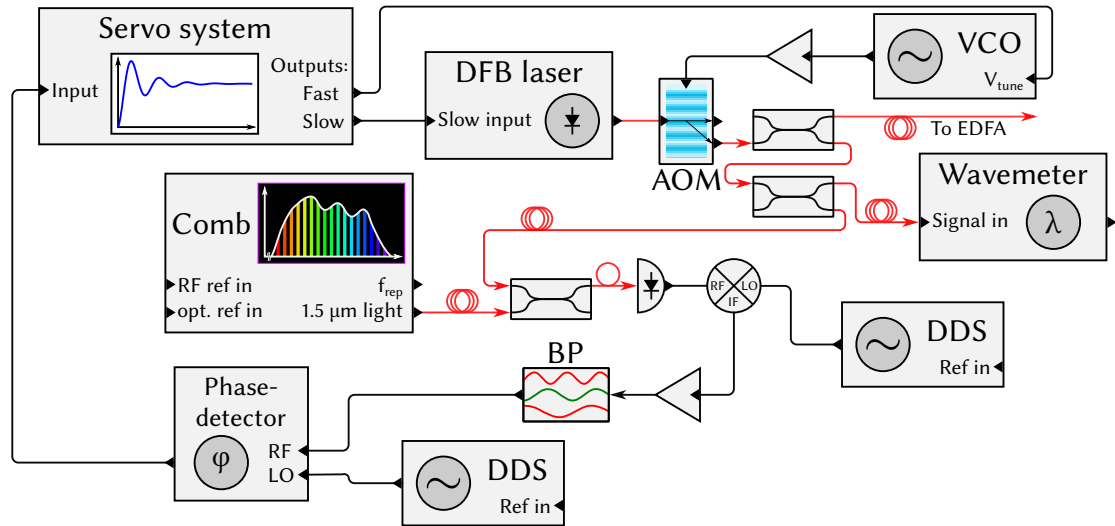 Servo system
Input
Outputs:
Fast
Slow
DFB laser
Slow input
VCO
V_tune
AOM
To EDFA
Wavemeter
Signal in
λ
Comb
RF ref in
opt. ref in
f_rep
1.5 µm light
RF
LO
IF
DDS
Ref in
BP
Phase-
detector
φ
RF
LO
DDS
Ref in